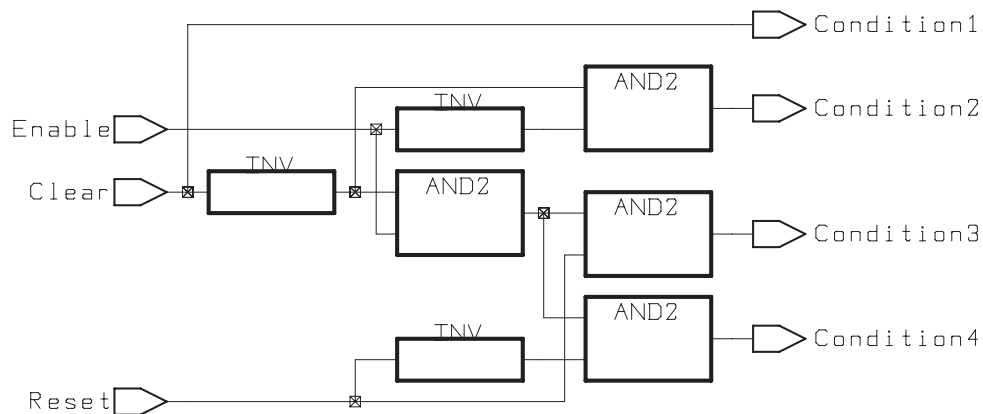 Condition1
AND2
INV
Condition2
Enable
INV
AND2
Clear
AND2
Condition3
AND2
INV
Condition4
Reset